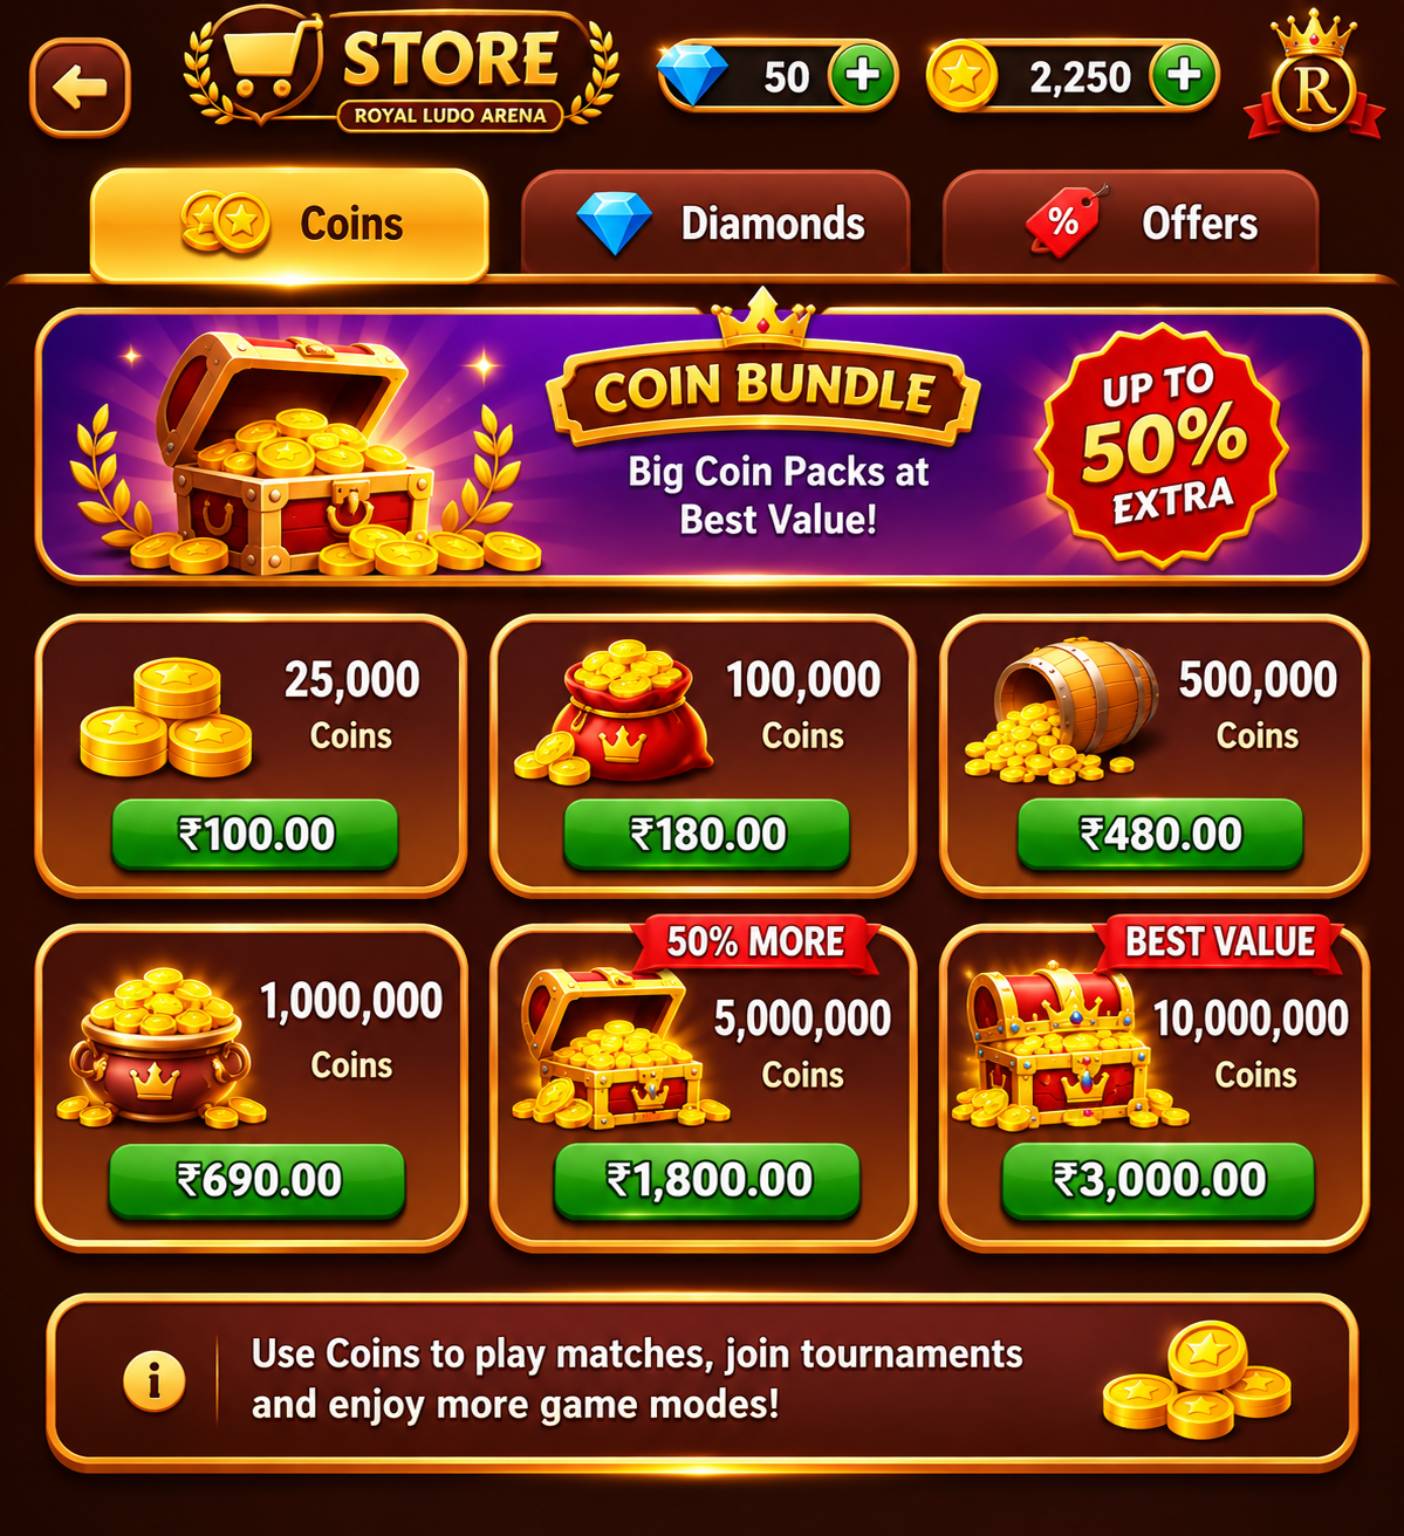 STORE
ROYAL LUDO ARENA
50
2,250
R
Coins
Diamonds
%
Offers
COIN BUNDLE
Big Coin Packs at
Best Value!
UP TO
50%
EXTRA
25,000
Coins
₹100.00
100,000
Coins
₹180.00
500,000
Coins
₹480.00
1,000,000
Coins
₹690.00
50% MORE
5,000,000
Coins
₹1,800.00
BEST VALUE
10,000,000
Coins
₹3,000.00
i
Use Coins to play matches, join tournaments
and enjoy more game modes!